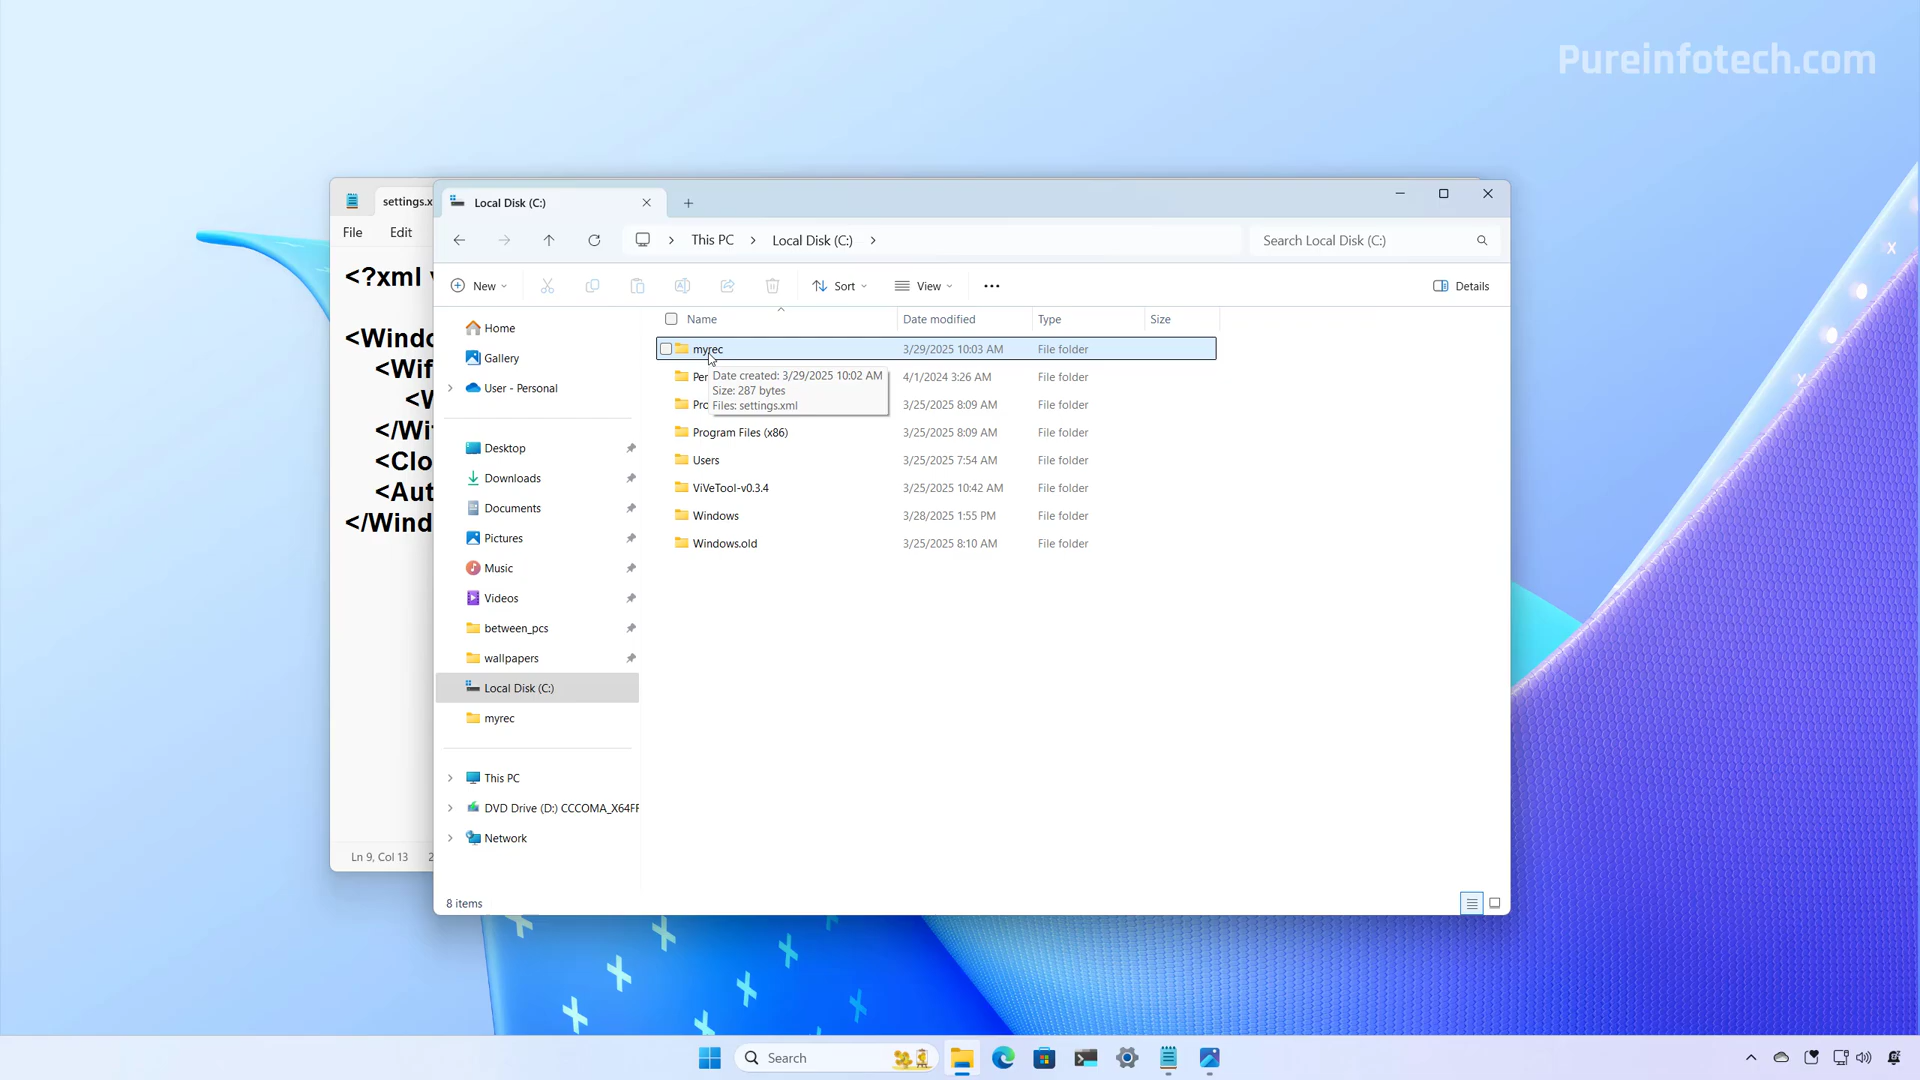 Pureinfotech.com
settings.x
File Edit
<?xml v
<Windo
<Wif
<W
</Wi
<Clo
<Aut
</Wind
Ln 9, Col 13 2
Local Disk (C:)
This PC Local Disk (C:)
Search Local Disk (C:)
New Sort View Details
Home
Gallery
User - Personal
Desktop
Downloads
Documents
Pictures
Music
Videos
between_pcs
wallpapers
Local Disk (C:)
myrec
This PC
DVD Drive (D:) CCCOMA_X64FR
Network
Name Date modified Type Size
myrec 3/29/2025 10:03 AM File folder
Per 4/1/2024 3:26 AM File folder
Pro 3/25/2025 8:09 AM File folder
Program Files (x86) 3/25/2025 8:09 AM File folder
Users 3/25/2025 7:54 AM File folder
ViVeTool-v0.3.4 3/25/2025 10:42 AM File folder
Windows 3/28/2025 1:55 PM File folder
Windows.old 3/25/2025 8:10 AM File folder
Date created: 3/29/2025 10:02 AM
Size: 287 bytes
Files: settings.xml
8 items
Search